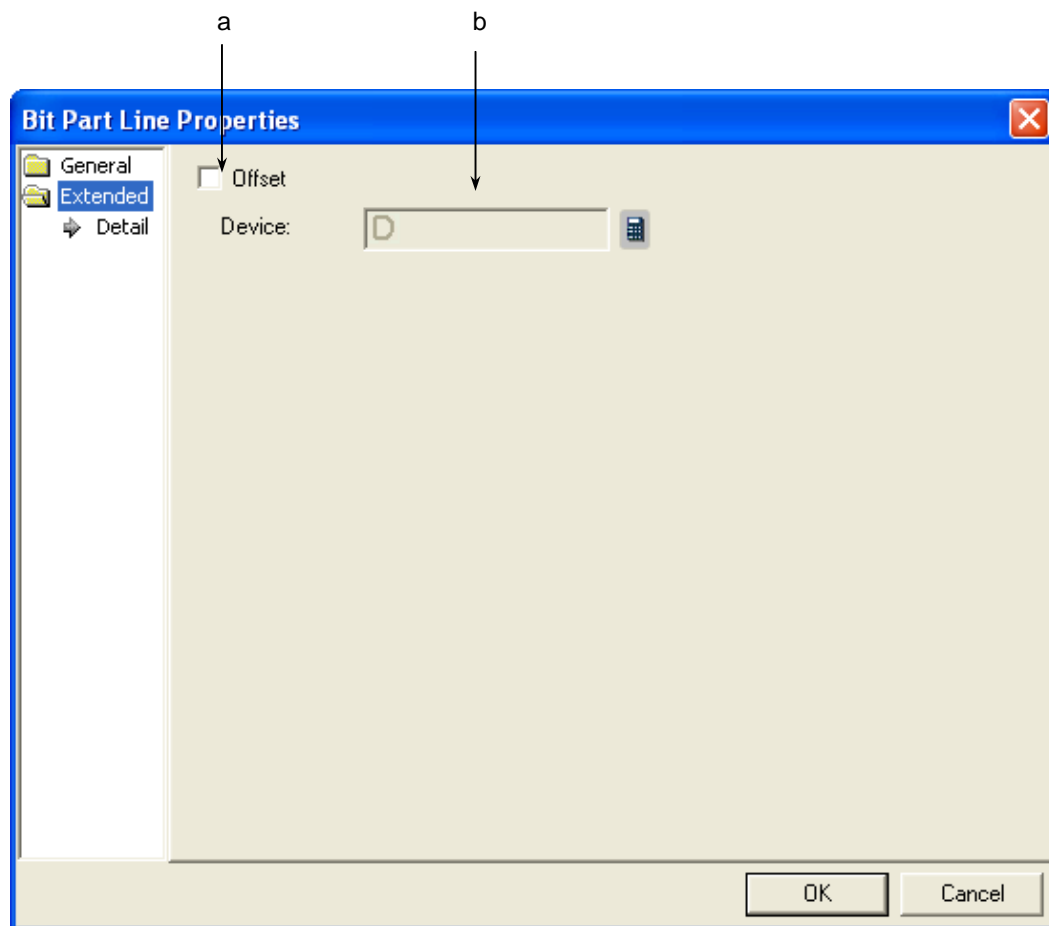 a b
Bit Part Line Properties
General
Extended
Detail
Offset
Device: D
OK Cancel